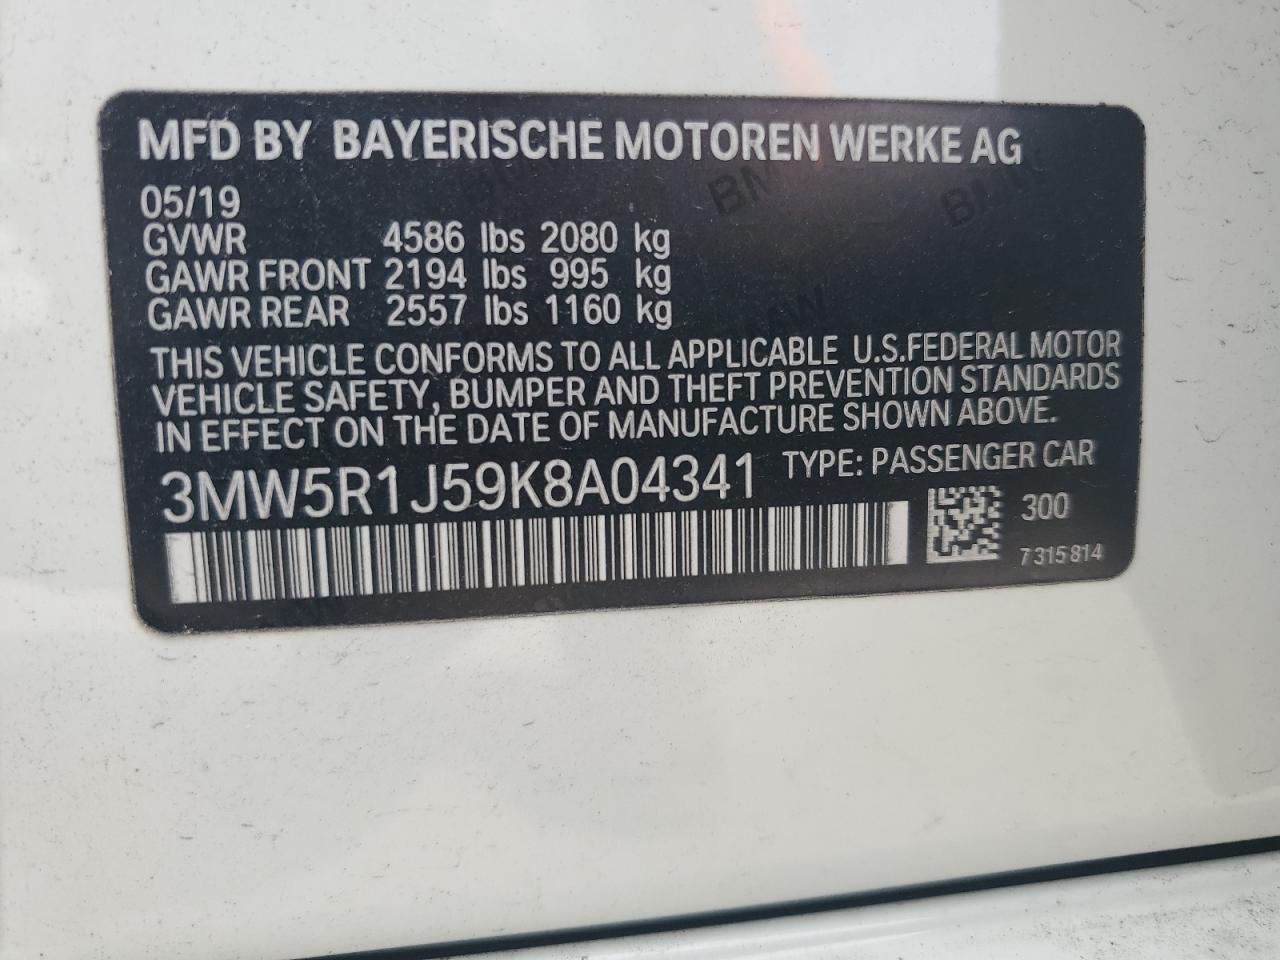 MFD BY BAYERISCHE MOTOREN WERKE AG
05/19
GVWR 4586 lbs 2080 kg
GAWR FRONT 2194 lbs 995 kg
GAWR REAR 2557 lbs 1160 kg
THIS VEHICLE CONFORMS TO ALL APPLICABLE U.S.FEDERAL MOTOR
VEHICLE SAFETY, BUMPER AND THEFT PREVENTION STANDARDS
IN EFFECT ON THE DATE OF MANUFACTURE SHOWN ABOVE.
3MW5R1J59K8A04341 TYPE: PASSENGER CAR
300
7 315 814